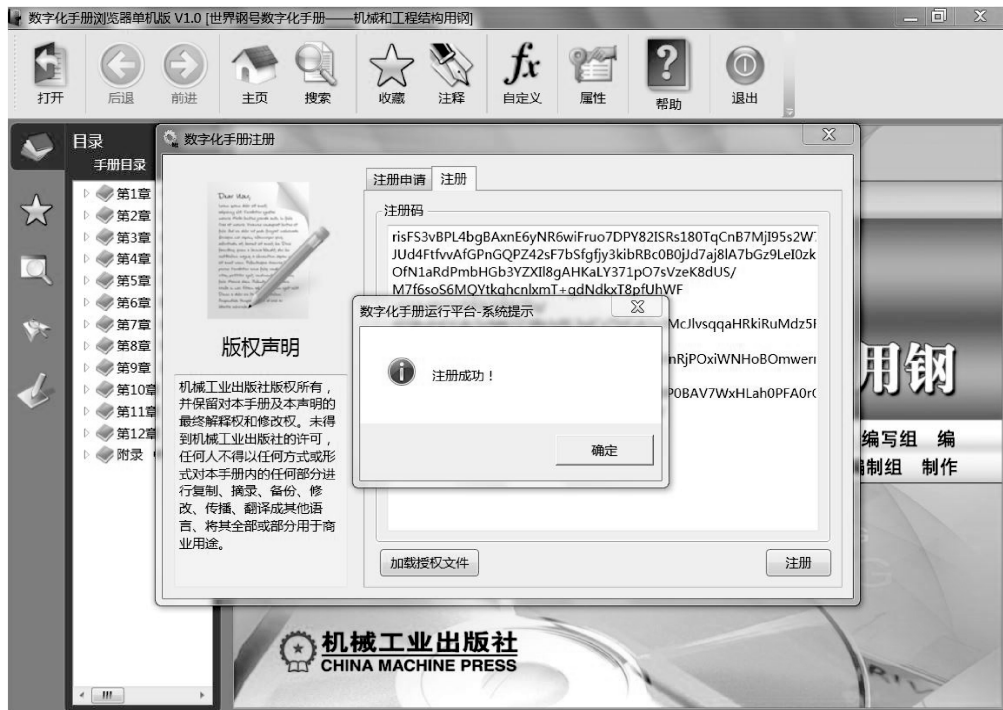 数字化手册浏览器单机版 V1.0 [世界钢号数字化手册——机械和工程结构用钢]
打开 后退 前进 主页 搜索 收藏 注释 自定义 属性 帮助 退出
目录
手册目录
第1章
第2章
第3章
第4章
第5章
第6章
第7章
第8章
第9章
第10章
第11章
第12章
附录
数字化手册注册
版权声明
机械工业出版社版权所有，
并保留对本手册及本声明的
最终解释权和修改权。未得
到机械工业出版社的许可，
任何人不得以任何方式或形
式对本手册内的任何部分进
行复制、摘录、备份、修
改、传播、翻译成其他语
言、将其全部或部分用于商
业用途。
注册申请 注册
注册码
risFS3vBPL4bgBAxnE6yNR6wiFruo7DPY82ISRs180TqCnB7MjI95s2W
JUd4FtfvvAfGPnGQPZ42sF7bSfgfjy3kibRBc0B0jJd7aj8lA7bGz9LeI0zk
OfN1aRdPmbHGb3YZXIl8gAHKaLY371pO7sVzeK8dUS/
M7f6soS6MQYtkqhcnlxmT+qdNdkxT8pfUhWF
McJlvsqqaHRkiRuMdz5
nRjPOxiWNHoBOmwer
P0BAV7WxHLah0PFA0r
数字化手册运行平台-系统提示
注册成功！
确定
加载授权文件 注册
用钢
编写组 编
编制组 制作
机械工业出版社
CHINA MACHINE PRESS